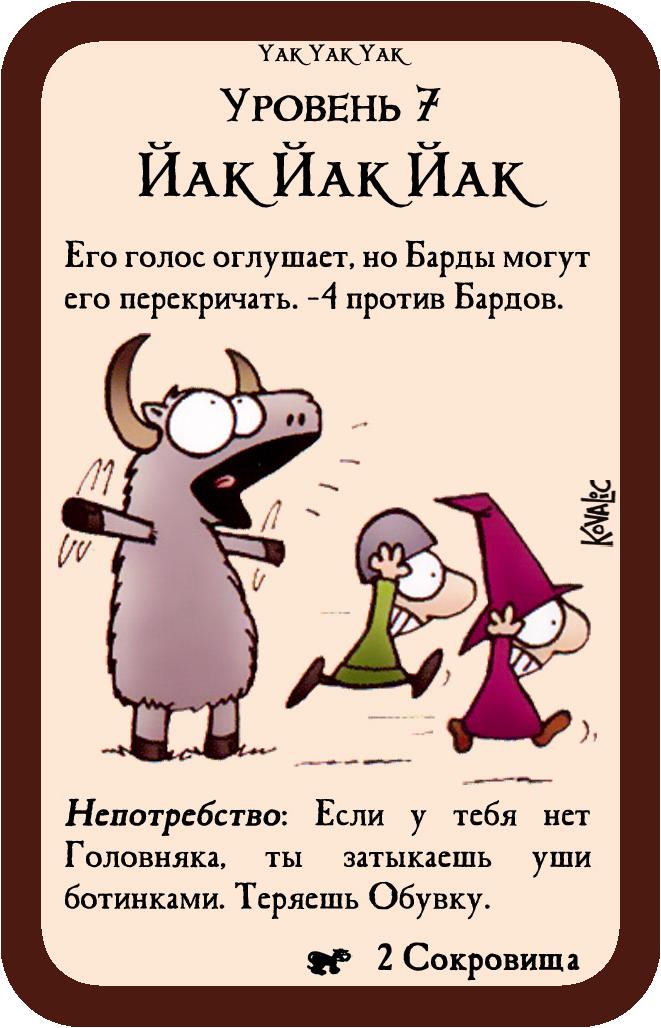 Yak Yak Yak
Уровень 7
Йак Йак Йак
Его голос оглушает, но Барды могут
его перекричать. -4 против Бардов.
Kovalic
Непотребство: Если у тебя нет
Головняка, ты затыкаешь уши
ботинками. Теряешь Обувку.
2 Сокровища